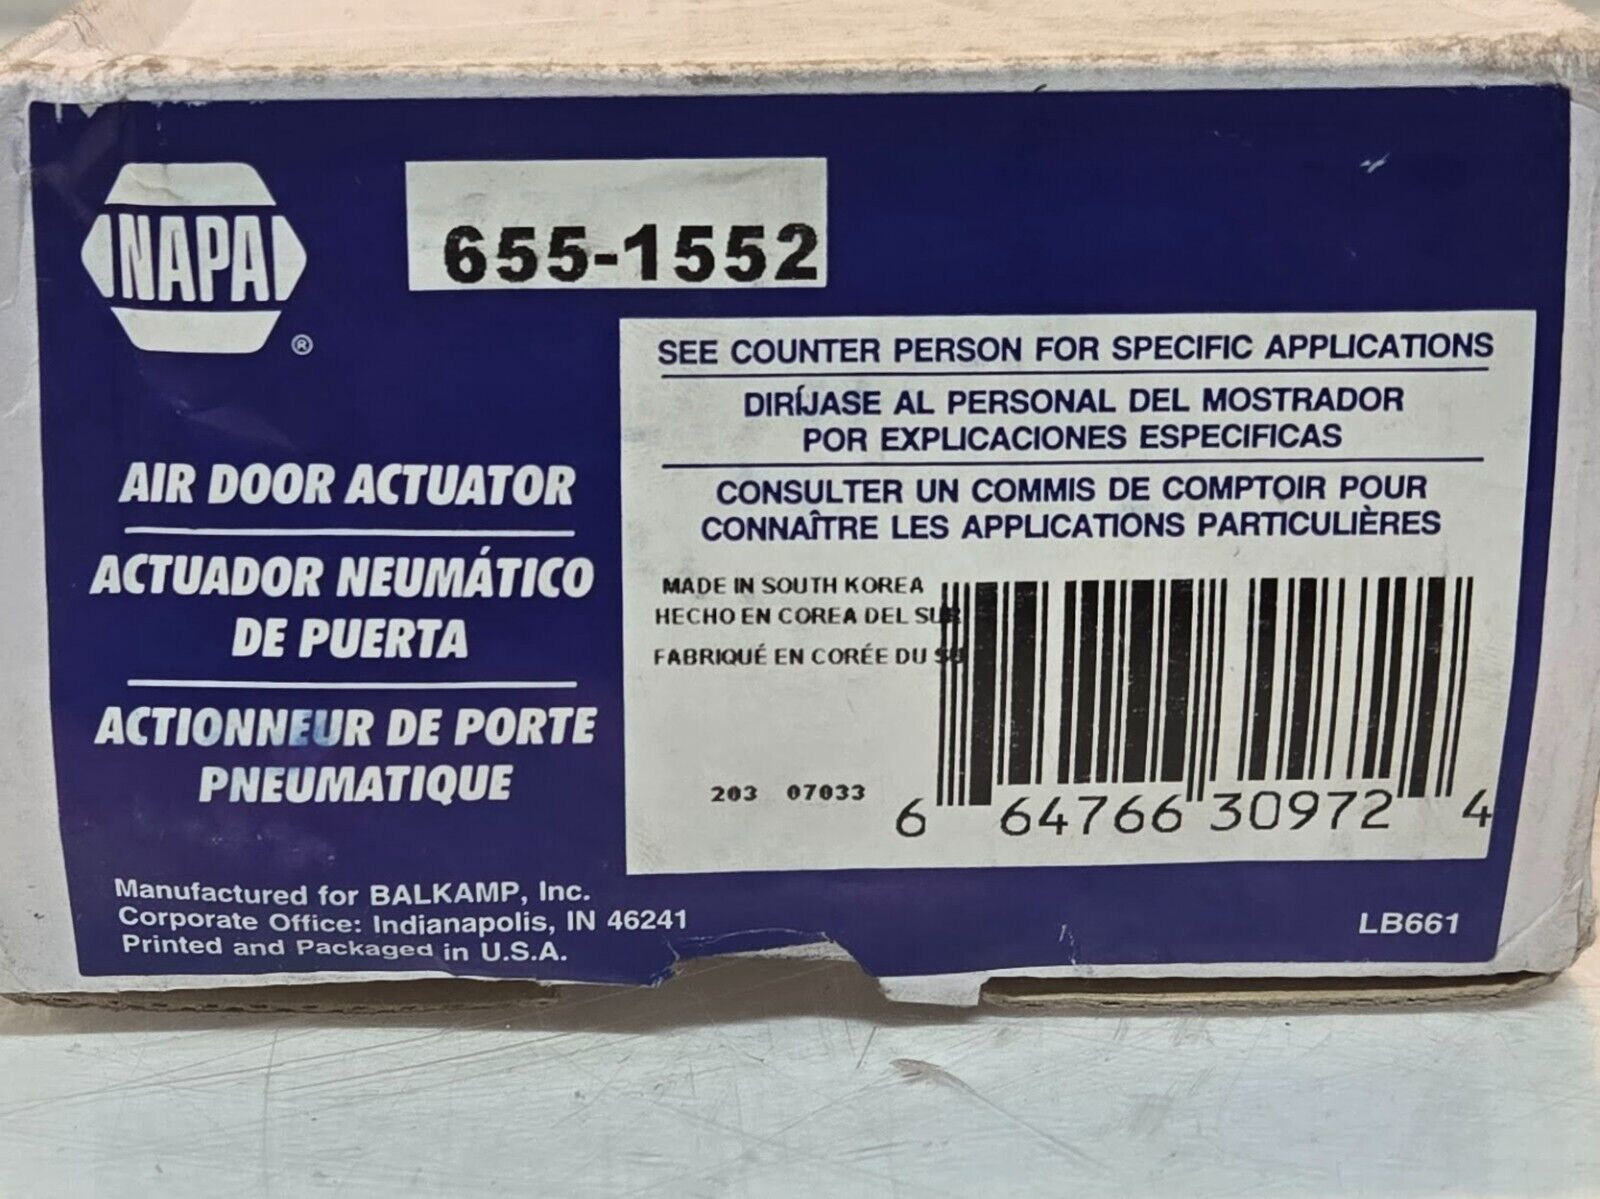 NAPA
®
655-1552
SEE COUNTER PERSON FOR SPECIFIC APPLICATIONS
DIRÍJASE AL PERSONAL DEL MOSTRADOR
POR EXPLICACIONES ESPECIFICAS
CONSULTER UN COMMIS DE COMPTOIR POUR
CONNAÎTRE LES APPLICATIONS PARTICULIÈRES
AIR DOOR ACTUATOR
ACTUADOR NEUMÁTICO
DE PUERTA
ACTIONNEUR DE PORTE
PNEUMATIQUE
MADE IN SOUTH KOREA
HECHO EN COREA DEL SUR
FABRIQUÉ EN CORÉE DU
203 07033
6 64766 30972 4
Manufactured for BALKAMP, Inc.
Corporate Office: Indianapolis, IN 46241
Printed and Packaged in U.S.A.
LB661